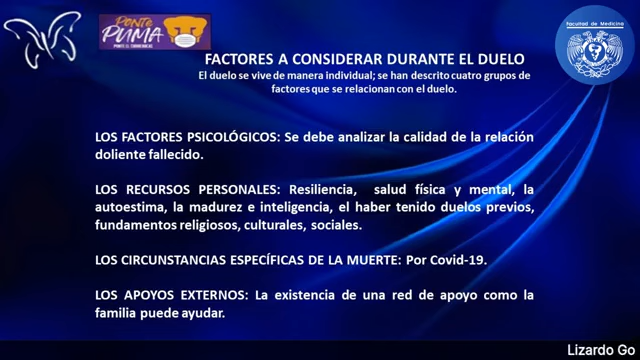 PONTE
PUMA
PONTE EL CUBREBOCAS
Facultad de Medicina
FACTORES A CONSIDERAR DURANTE EL DUELO
El duelo se vive de manera individual; se han descrito cuatro grupos de
factores que se relacionan con el duelo.
LOS FACTORES PSICOLÓGICOS: Se debe analizar la calidad de la relación
doliente fallecido.
LOS RECURSOS PERSONALES: Resiliencia, salud física y mental, la
autoestima, la madurez e inteligencia, el haber tenido duelos previos,
fundamentos religiosos, culturales, sociales.
LOS CIRCUNSTANCIAS ESPECÍFICAS DE LA MUERTE: Por Covid-19.
LOS APOYOS EXTERNOS: La existencia de una red de apoyo como la
familia puede ayudar.
Lizardo Go